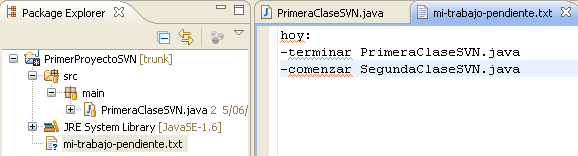 Package Explorer
PrimerProyectoSVN [trunk]
src
main
PrimeraClaseSVN.java 2 5/06/
JRE System Library [JavaSE-1.6]
mi-trabajo-pendiente.txt
PrimeraClaseSVN.java
mi-trabajo-pendiente.txt
hoy:
-terminar PrimeraClaseSVN.java
-comenzar SegundaClaseSVN.java